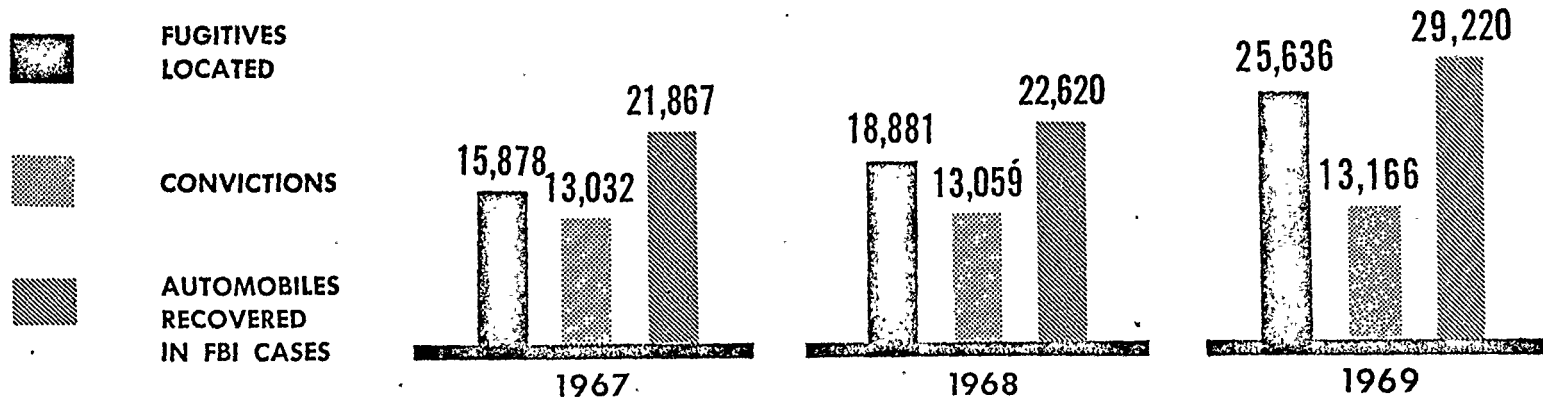 FUGITIVES
LOCATED
CONVICTIONS
AUTOMOBILES
RECOVERED
IN FBI CASES
15,878
13,032
21,867
1967
18,881
13,059
22,620
1968
25,636
13,166
29,220
1969